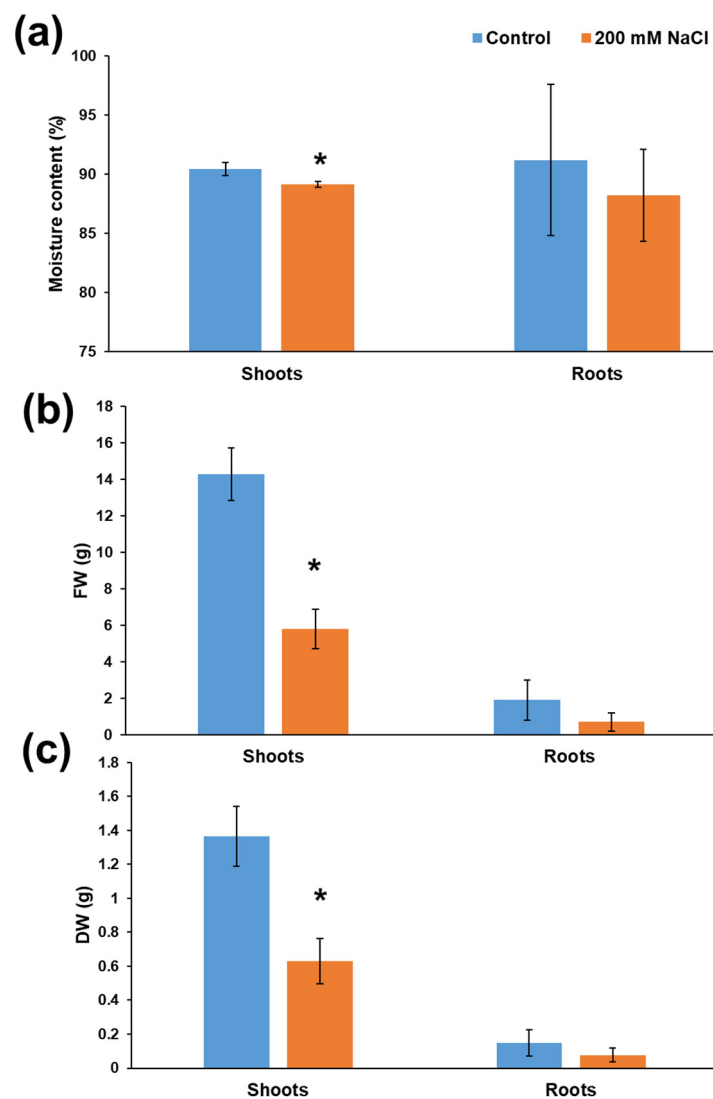 (a)
Control 200 mM NaCl
Moisture content (%)
100
95
90
85
80
75
*
Shoots Roots
(b)
FW (g)
18
16
14
12
10
8
6
4
2
0
*
Shoots Roots
(c)
DW (g)
1.8
1.6
1.4
1.2
1
0.8
0.6
0.4
0.2
0
*
Shoots Roots